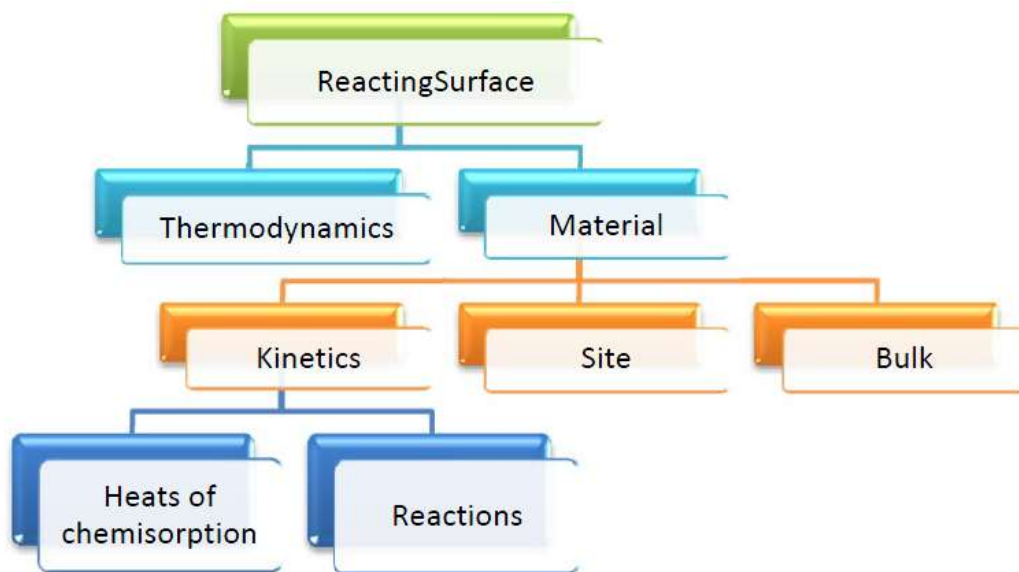 ReactingSurface
Thermodynamics
Material
Kinetics
Site
Bulk
Heats of
chemisorption
Reactions